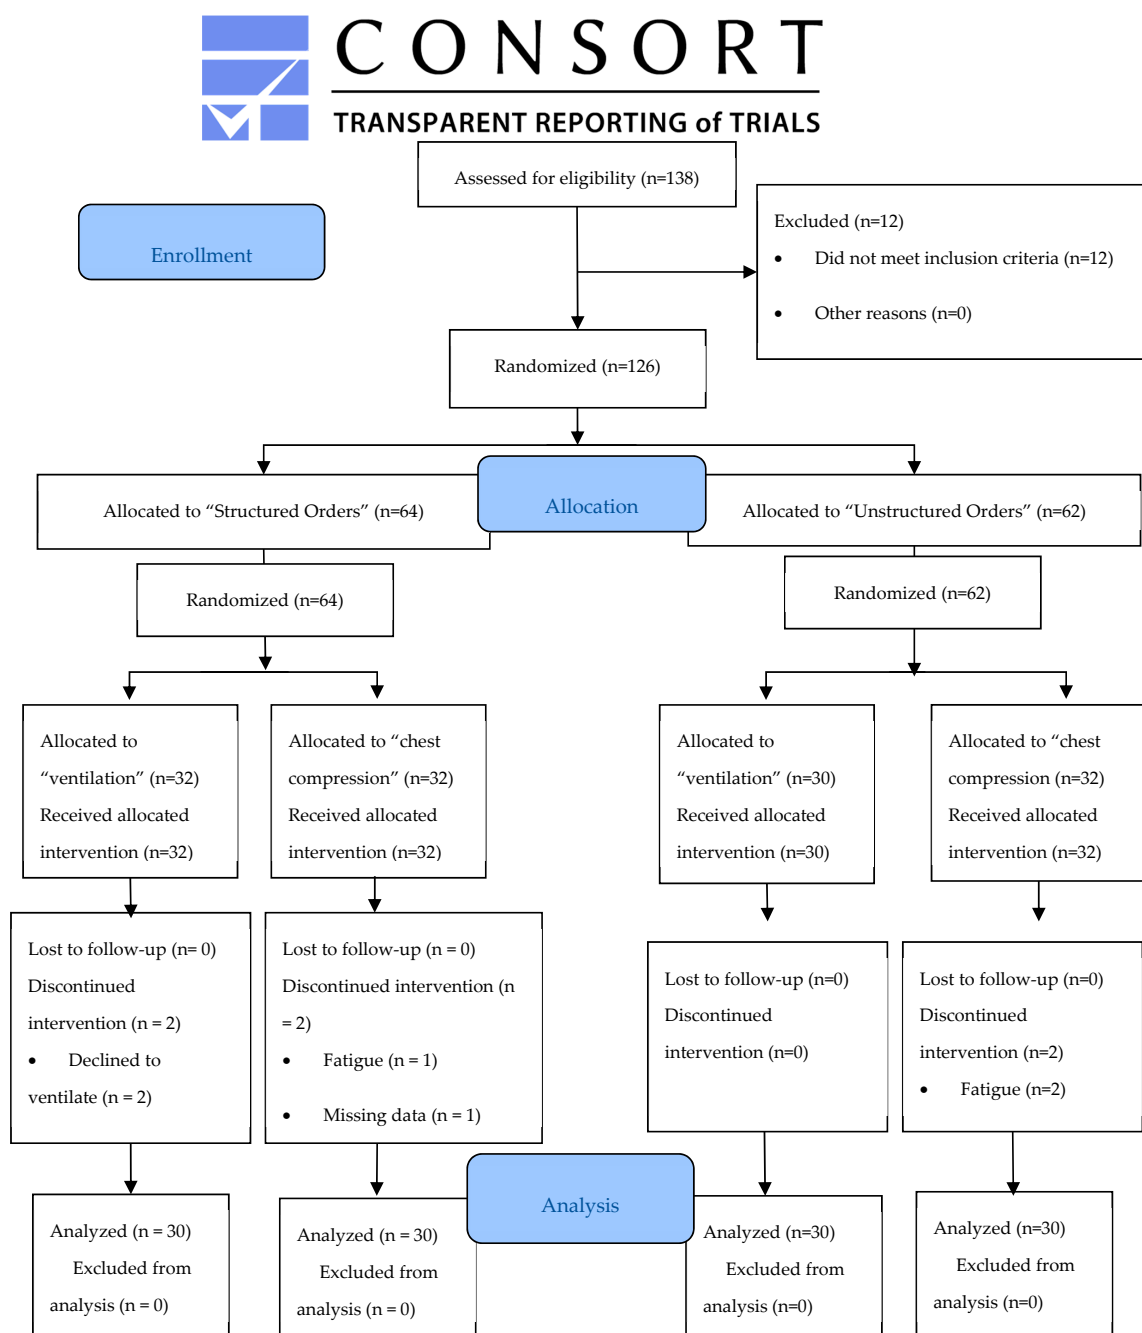 CONSORT
TRANSPARENT REPORTING of TRIALS
Assessed for eligibility (n=138)
Enrollment
Excluded (n=12)
• Did not meet inclusion criteria (n=12)
• Other reasons (n=0)
Randomized (n=126)
Allocation
Allocated to “Structured Orders” (n=64)
Allocated to “Unstructured Orders” (n=62)
Randomized (n=64)
Randomized (n=62)
Allocated to
“ventilation” (n=32)
Received allocated
intervention (n=32)
Allocated to “chest
compression” (n=32)
Received allocated
intervention (n=32)
Allocated to
“ventilation” (n=30)
Received allocated
intervention (n=30)
Allocated to “chest
compression (n=32)
Received allocated
intervention (n=32)
Lost to follow-up (n= 0)
Discontinued
intervention (n = 2)
• Declined to
ventilate (n = 2)
Lost to follow-up (n = 0)
Discontinued intervention (n
= 2)
• Fatigue (n = 1)
• Missing data (n = 1)
Lost to follow-up (n=0)
Discontinued
intervention (n=0)
Lost to follow-up (n=0)
Discontinued
intervention (n=2)
• Fatigue (n=2)
Analysis
Analyzed (n = 30)
Excluded from
analysis (n = 0)
Analyzed (n = 30)
Excluded from
analysis (n = 0)
Analyzed (n=30)
Excluded from
analysis (n=0)
Analyzed (n=30)
Excluded from
analysis (n=0)